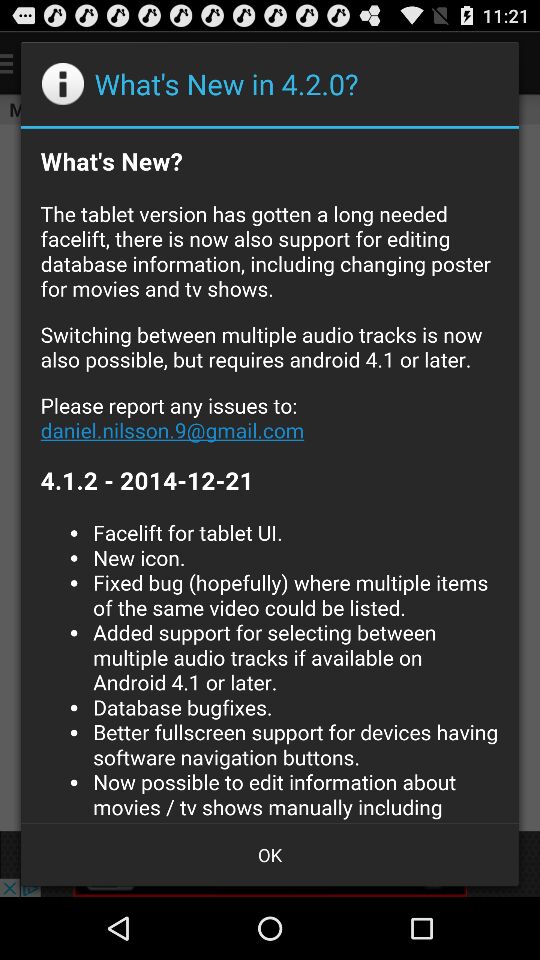 11:21
What's New in 4.2.0?
What's New?
The tablet version has gotten a long needed
facelift, there is now also support for editing
database information, including changing poster
for movies and tv shows.
Switching between multiple audio tracks is now
also possible, but requires android 4.1 or later.
Please report any issues to:
daniel.nilsson.9@gmail.com
4.1.2 - 2014-12-21
• Facelift for tablet UI.
• New icon.
• Fixed bug (hopefully) where multiple items
of the same video could be listed.
• Added support for selecting between
multiple audio tracks if available on
Android 4.1 or later.
• Database bugfixes.
• Better fullscreen support for devices having
software navigation buttons.
• Now possible to edit information about
movies / tv shows manually including
OK